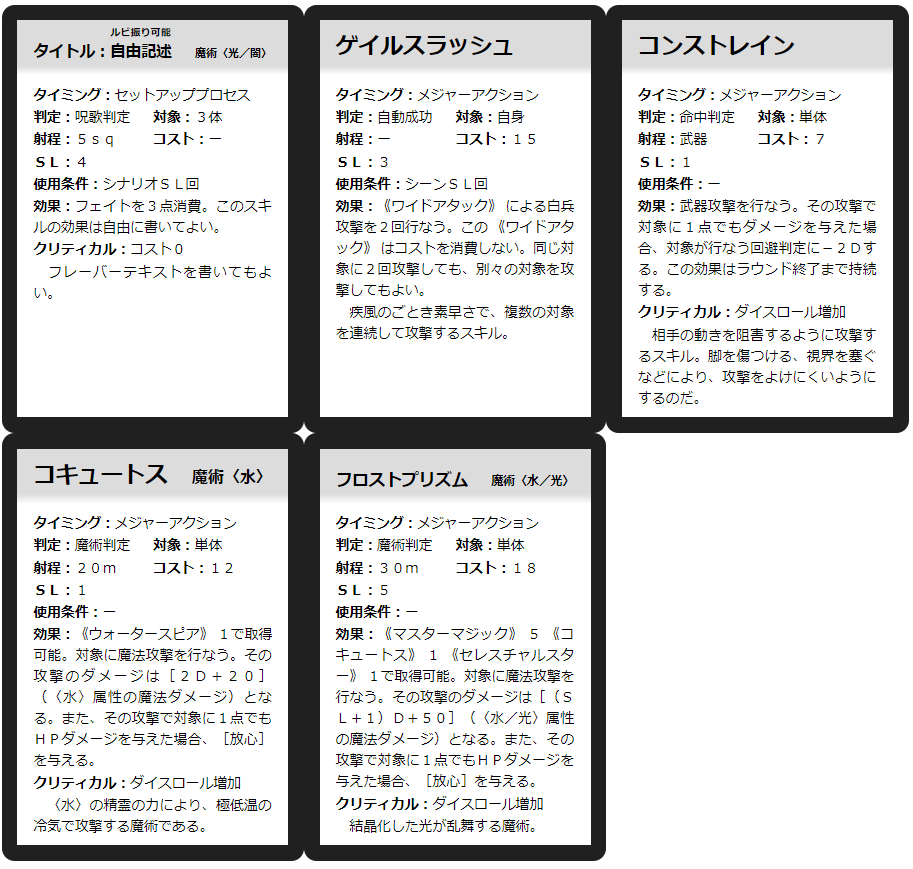 ルビ振り可能
タイトル：自由記述　魔術〈光／闇〉
タイミング：セットアッププロセス
判定：呪歌判定　対象：３体
射程：５ｓｑ　コスト：－
ＳＬ：４
使用条件：シナリオＳＬ回
効果：フェイトを３点消費。このスキ
ルの効果は自由に書いてよい。
クリティカル：コスト０
　フレーバーテキストを書いてもよ
い。
ゲイルスラッシュ
タイミング：メジャーアクション
判定：自動成功　対象：自身
射程：－　コスト：１５
ＳＬ：３
使用条件：シーンＳＬ回
効果：《ワイドアタック》による白兵
攻撃を２回行なう。この《ワイドアタ
ック》はコストを消費しない。同じ対
象に２回攻撃しても、別々の対象を攻
撃してもよい。
　疾風のごとき素早さで、複数の対象
を連続して攻撃するスキル。
コンストレイン
タイミング：メジャーアクション
判定：命中判定　対象：単体
射程：武器　コスト：７
ＳＬ：１
使用条件：－
効果：武器攻撃を行なう。その攻撃で
対象に１点でもダメージを与えた場
合、対象が行なう回避判定に－２Ｄす
る。この効果はラウンド終了まで持続
する。
クリティカル：ダイスロール増加
　相手の動きを阻害するように攻撃す
るスキル。脚を傷つける、視界を塞ぐ
などにより、攻撃をよけにくいように
するのだ。
コキュートス　魔術〈水〉
タイミング：メジャーアクション
判定：魔術判定　対象：単体
射程：２０ｍ　コスト：１２
ＳＬ：１
使用条件：－
効果：《ウォータースピア》１で取得
可能。対象に魔法攻撃を行なう。その
攻撃のダメージは［２Ｄ＋２０］
（〈水〉属性の魔法ダメージ）とな
る。また、その攻撃で対象に１点でも
ＨＰダメージを与えた場合、［放心］
を与える。
クリティカル：ダイスロール増加
　〈水〉の精霊の力により、極低温の
冷気で攻撃する魔術である。
フロストプリズム　魔術〈水／光〉
タイミング：メジャーアクション
判定：魔術判定　対象：単体
射程：３０ｍ　コスト：１８
ＳＬ：５
使用条件：－
効果：《マスターマジック》５《コ
キュートス》１《セレスチャルスタ
ー》１で取得可能。対象に魔法攻撃を
行なう。その攻撃のダメージは［（Ｓ
Ｌ＋１）Ｄ＋５０］（〈水／光〉属性
の魔法ダメージ）となる。また、その
攻撃で対象に１点でもＨＰダメージを
与えた場合、［放心］を与える。
クリティカル：ダイスロール増加
　結晶化した光が乱舞する魔術。